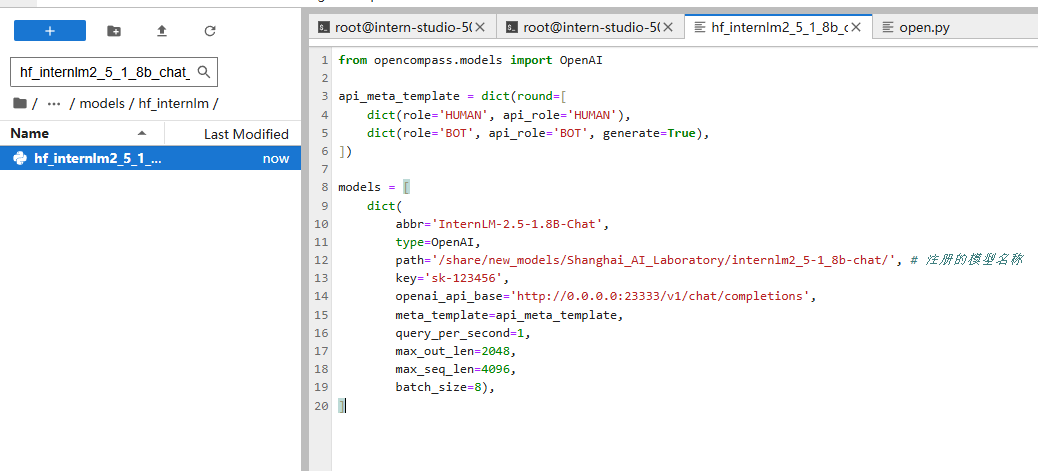 root@intern-studio-50
root@intern-studio-50
hf_internlm2_5_1_8b_c
open.py
hf_internlm2_5_1_8b_chat_
/ ··· / models / hf_internlm /
Name
Last Modified
hf_internlm2_5_1_...
now
1 from opencompass.models import OpenAI
2
3 api_meta_template = dict(round=[
4     dict(role='HUMAN', api_role='HUMAN'),
5     dict(role='BOT', api_role='BOT', generate=True),
6 ])
7
8 models = [
9     dict(
10         abbr='InternLM-2.5-1.8B-Chat',
11         type=OpenAI,
12         path='/share/new_models/Shanghai_AI_Laboratory/internlm2_5-1_8b-chat/', # 注册的模型名称
13         key='sk-123456',
14         openai_api_base='http://0.0.0.0:23333/v1/chat/completions',
15         meta_template=api_meta_template,
16         query_per_second=1,
17         max_out_len=2048,
18         max_seq_len=4096,
19         batch_size=8),
20 ]